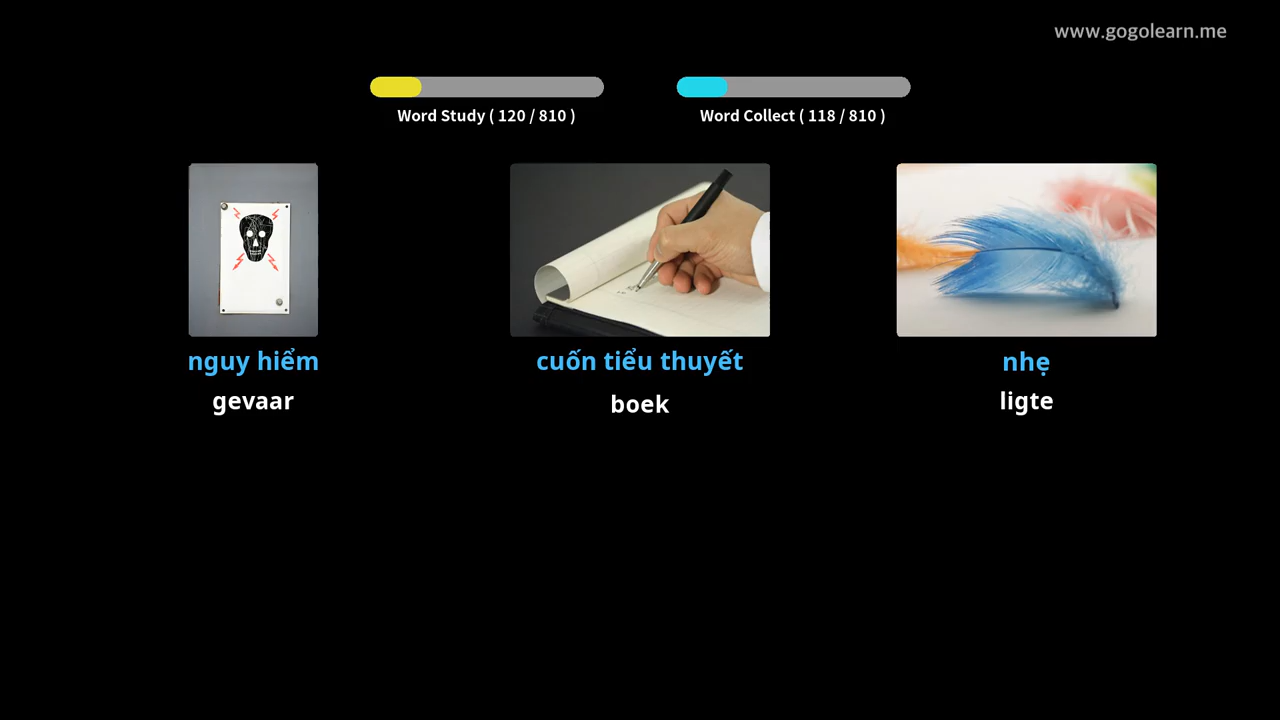 www.gogolearn.me
Word Study ( 120 / 810 )
Word Collect ( 118 / 810 )
nguy hiểm
cuốn tiểu thuyết
nhẹ
gevaar
boek
ligte